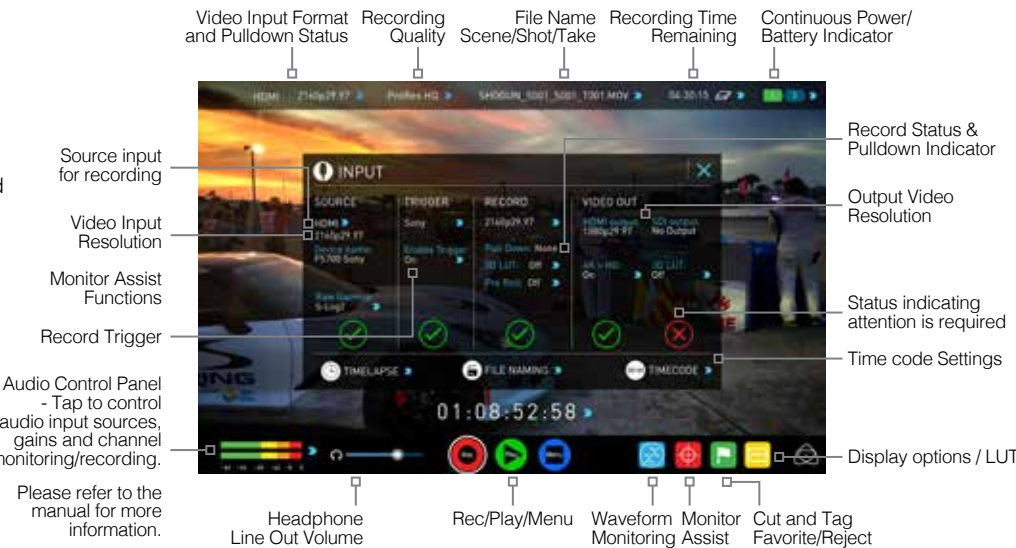 Video Input Format
and Pulldown Status
Recording
Quality
File Name
Scene/Shot/Take
Recording Time
Remaining
Continuous Power/
Battery Indicator
HDMI 2160p29.97 ProRes HQ SHOGUN_S001_S001_T001.MOV 04:30:15
Source input
for recording
d
Video Input
Resolution
Monitor Assist
Functions
Record Trigger
Audio Control Panel
- Tap to control
audio input sources,
gains and channel
monitoring/recording.
Please refer to the
manual for more
information.
INPUT
SOURCE
HDMI
2160p29.97
Device Name:
FS700 Sony
S-Log2
TRIGGER
Sony
Enable Trigger
On
RECORD
2160p29.97
Pull Down: None
3D LUT: Off
Pre Roll: Off
VIDEO OUT
HDMI output
1080p29.97
SDI output
No Output
On
3D LUT:
Off
TIMELAPSE
FILE NAMING
TIMECODE
01:08:52:58
Rec
Play
Menu
Record Status &
Pulldown Indicator
Output Video
Resolution
Status indicating
attention is required
Time code Settings
Display options / LUT
Headphone
Line Out Volume
Rec/Play/Menu
Waveform
Monitoring
Monitor
Assist
Cut and Tag
Favorite/Reject